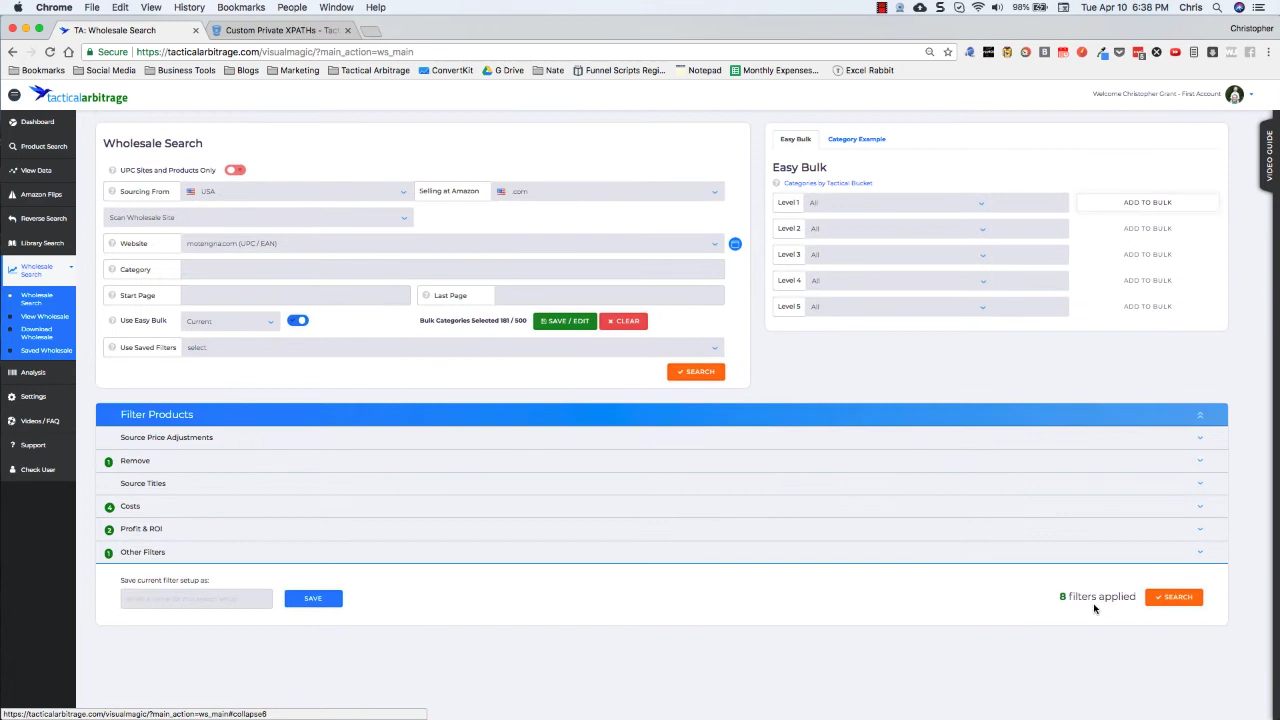 Chrome File Edit View History Bookmarks People Window Help 98% Tue Apr 10 6:38 PM Chris
TA: Wholesale Search Custom Private XPATHs - Tact Christopher
Secure https://tacticalarbitrage.com/visualmagic/?main_action=ws_main
Bookmarks Social Media Business Tools Blogs Marketing Tactical Arbitrage ConvertKit G Drive Nate Funnel Scripts Regi... Notepad Monthly Expenses... Excel Rabbit
tacticalarbitrage Welcome Christopher Grant - First Account
Dashboard
Product Search
View Data
Amazon Flips
Reverse Search
Library Search
Wholesale Search
Wholesale Search
View Wholesale
Download Wholesale
Saved Wholesale
Analysis
Settings
Videos / FAQ
Support
Check User
Wholesale Search
UPC Sites and Products Only
Sourcing From USA Selling at Amazon .com
Scan Wholesale Site
Website motengna.com (UPC / EAN)
Category
Start Page Last Page
Use Easy Bulk Current Bulk Categories Selected 181 / 500 SAVE / EDIT CLEAR
Use Saved Filters select
SEARCH
Easy Bulk Category Example
Easy Bulk
Categories by Tactical Bucket
Level 1 All ADD TO BULK
Level 2 All ADD TO BULK
Level 3 All ADD TO BULK
Level 4 All ADD TO BULK
Level 5 All ADD TO BULK
VIDEO GUIDE
Filter Products
Source Price Adjustments
1 Remove
Source Titles
4 Costs
2 Profit & ROI
1 Other Filters
Save current filter setup as:
SAVE
8 filters applied SEARCH
https://tacticalarbitrage.com/visualmagic/?main_action=ws_main#collapse6